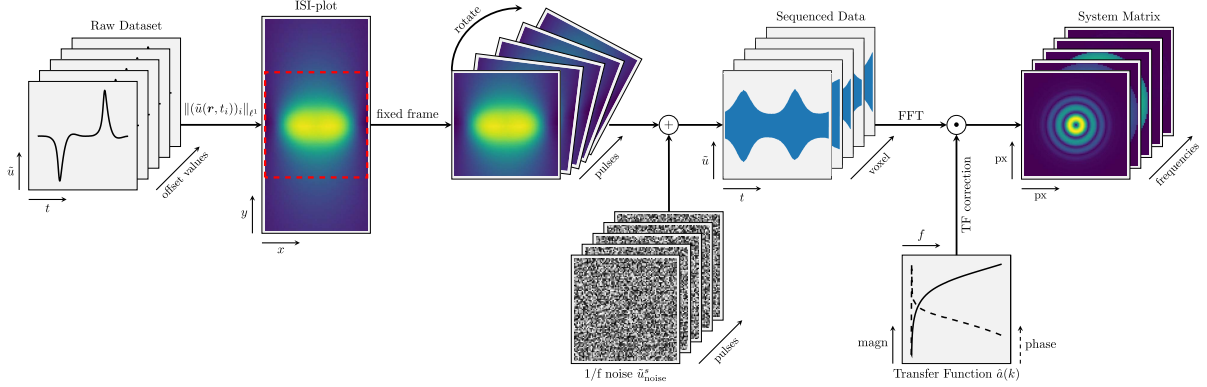 Raw Dataset
ũ
t
offset values
‖(ũ(r, tᵢ))ᵢ‖ℓ¹
ISI-plot
y
x
fixed frame
rotate
pulses
+
1/f noise ũˢnoise
pulses
Sequenced Data
ũ
t
voxel
FFT
TF correction
f
magn
phase
Transfer Function â(k)
System Matrix
px
px
frequencies